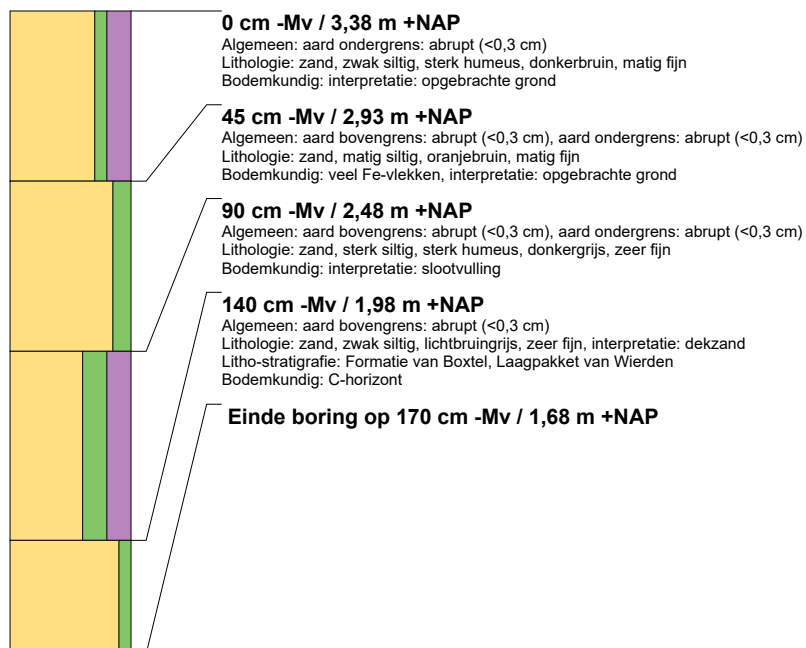 0 cm -Mv / 3,38 m +NAP
Algemeen: aard ondergrens: abrupt (<0,3 cm)
Lithologie: zand, zwak siltig, sterk humeus, donkerbruin, matig fijn
Bodemkundig: interpretatie: opgebrachte grond
45 cm -Mv / 2,93 m +NAP
Algemeen: aard bovengrens: abrupt (<0,3 cm), aard ondergrens: abrupt (<0,3 cm)
Lithologie: zand, matig siltig, oranjebruin, matig fijn
Bodemkundig: veel Fe-vlekken, interpretatie: opgebrachte grond
90 cm -Mv / 2,48 m +NAP
Algemeen: aard bovengrens: abrupt (<0,3 cm), aard ondergrens: abrupt (<0,3 cm)
Lithologie: zand, sterk siltig, sterk humeus, donkergrijs, zeer fijn
Bodemkundig: interpretatie: slootvulling
140 cm -Mv / 1,98 m +NAP
Algemeen: aard bovengrens: abrupt (<0,3 cm)
Lithologie: zand, zwak siltig, lichtbruingrijs, zeer fijn, interpretatie: dekzand
Litho-stratigrafie: Formatie van Boxtel, Laagpakket van Wierden
Bodemkundig: C-horizont
Einde boring op 170 cm -Mv / 1,68 m +NAP